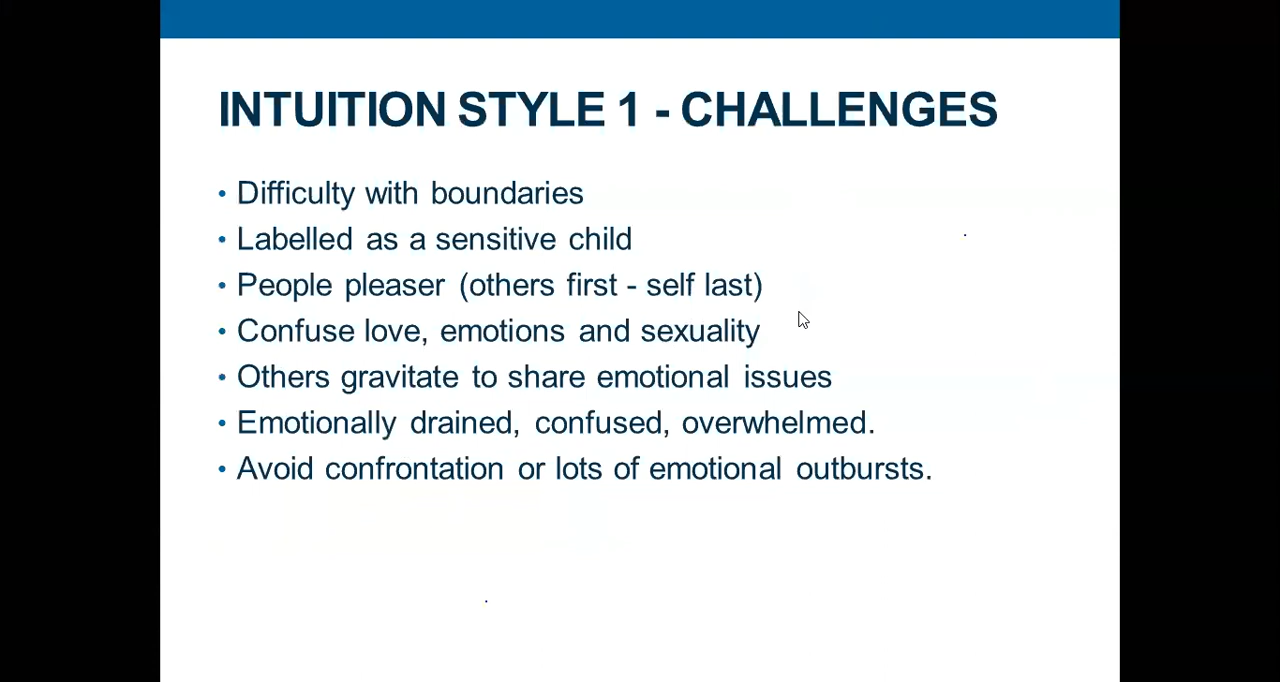 INTUITION STYLE 1 - CHALLENGES
• Difficulty with boundaries
• Labelled as a sensitive child
• People pleaser (others first - self last)
• Confuse love, emotions and sexuality
• Others gravitate to share emotional issues
• Emotionally drained, confused, overwhelmed.
• Avoid confrontation or lots of emotional outbursts.